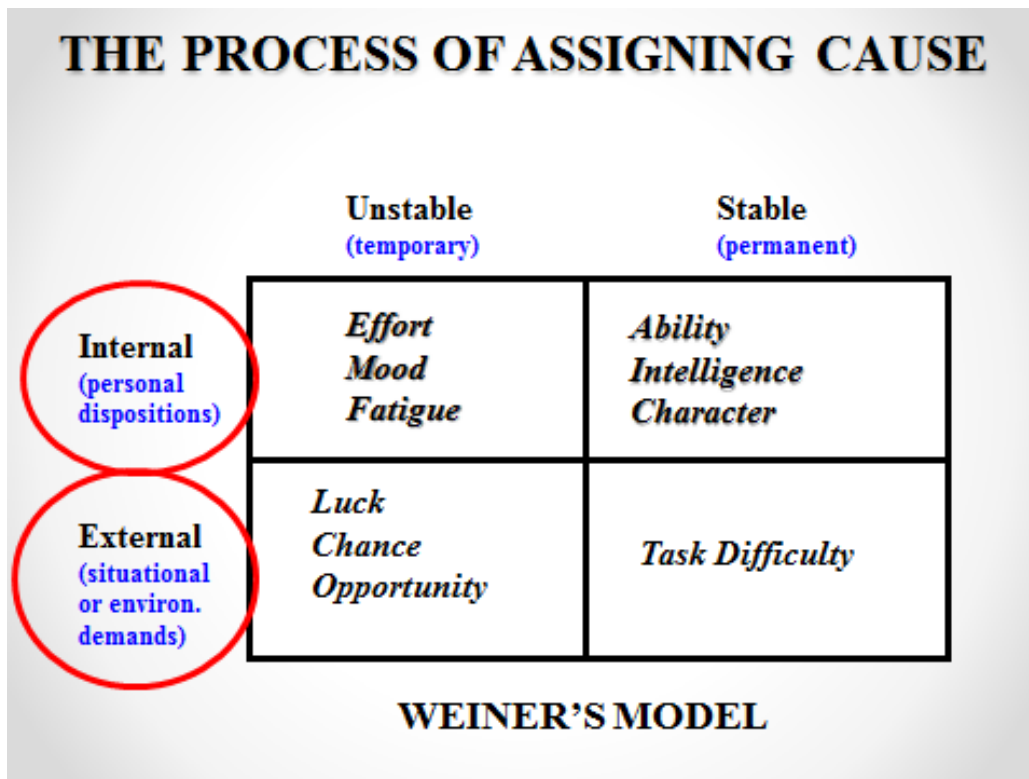 THE PROCESS OF ASSIGNING CAUSE
Unstable
(temporary)
Stable
(permanent)
Internal
(personal
dispositions)
Effort
Mood
Fatigue
Ability
Intelligence
Character
External
(situational
or environ.
demands)
Luck
Chance
Opportunity
Task Difficulty
WEINER’S MODEL